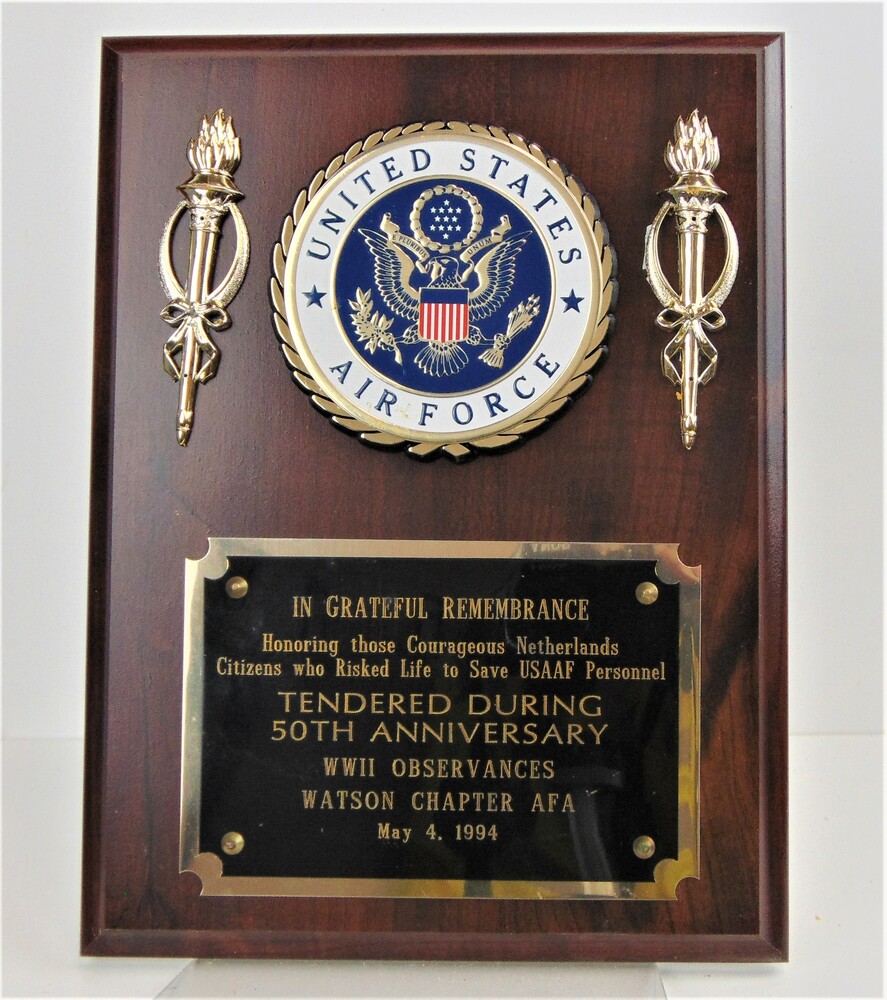 UNITED STATES
E PLURIBUS UNUM
AIR FORCE
IN GRATEFUL REMEMBRANCE
Honoring those Courageous Netherlands
Citizens who Risked Life to Save USAAF Personnel
TENDERED DURING
50TH ANNIVERSARY
WWII OBSERVANCES
WATSON CHAPTER AFA
May 4, 1994